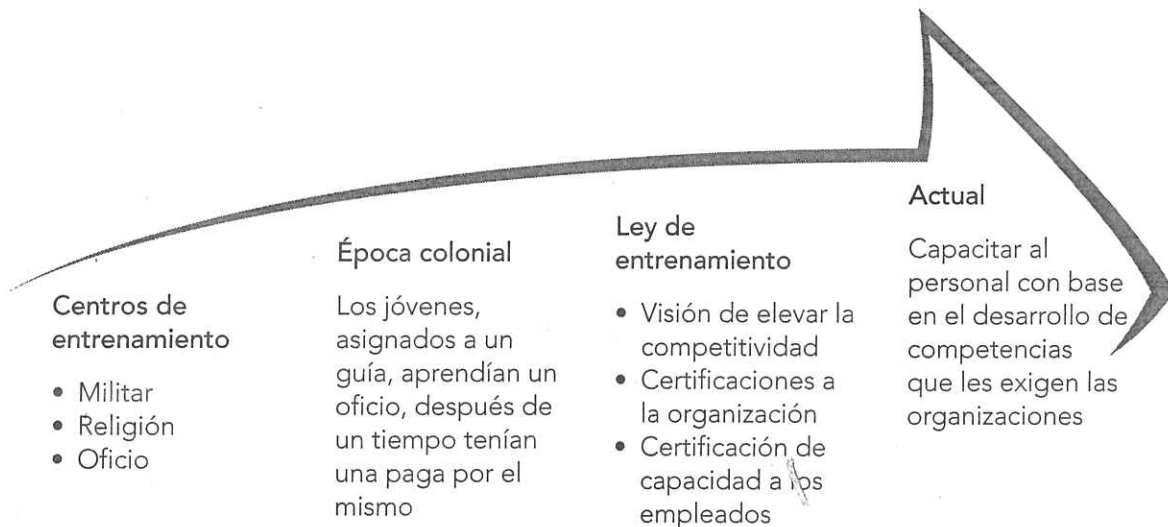 Centros de
entrenamiento
• Militar
• Religión
• Oficio
Época colonial
Los jóvenes,
asignados a un
guía, aprendían un
oficio, después de
un tiempo tenían
una paga por el
mismo
Ley de
entrenamiento
• Visión de elevar la
competitividad
• Certificaciones a
la organización
• Certificación de
capacidad a los
empleados
Actual
Capacitar al
personal con base
en el desarrollo de
competencias
que les exigen las
organizaciones